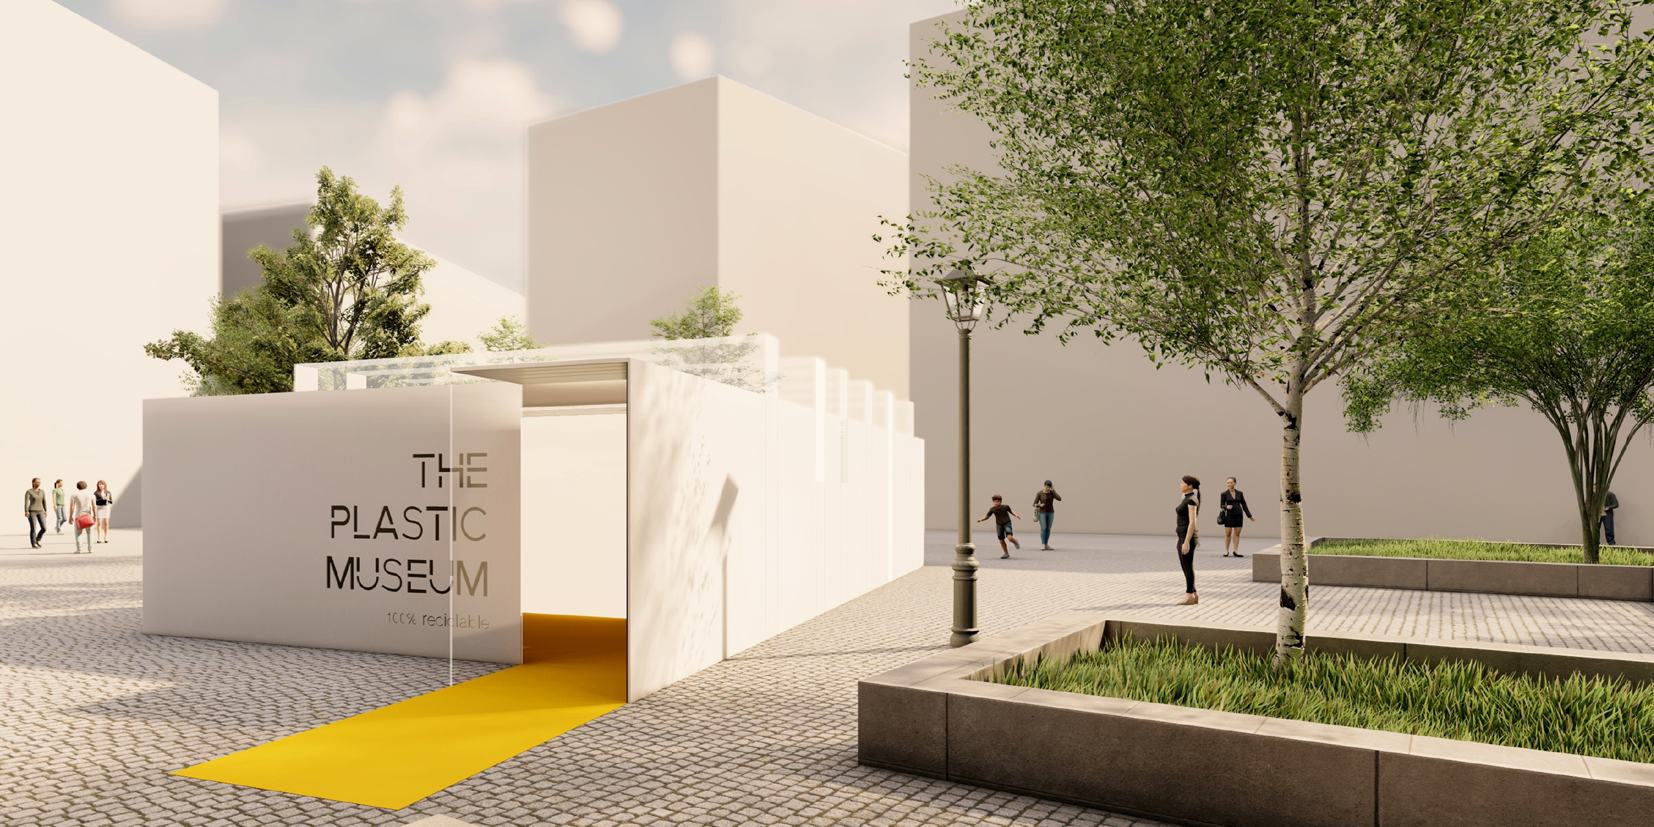 THE
PLASTIC
MUSEUM
100% reciclable